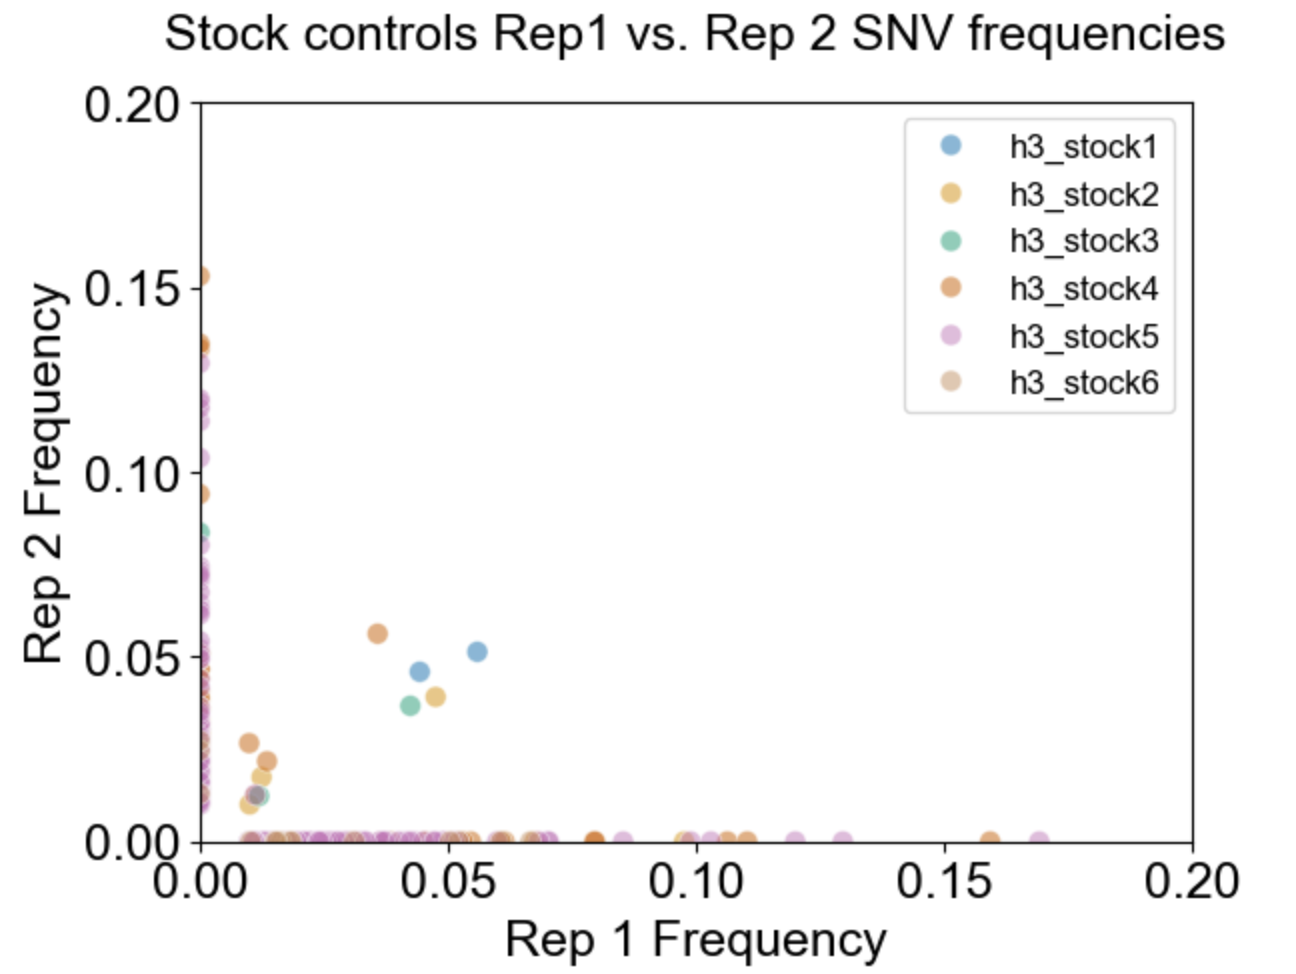 Stock controls Rep1 vs. Rep 2 SNV frequencies
0.20
0.15
0.10
0.05
0.00
Rep 2 Frequency
h3_stock1
h3_stock2
h3_stock3
h3_stock4
h3_stock5
h3_stock6
0.00 0.05 0.10 0.15 0.20
Rep 1 Frequency